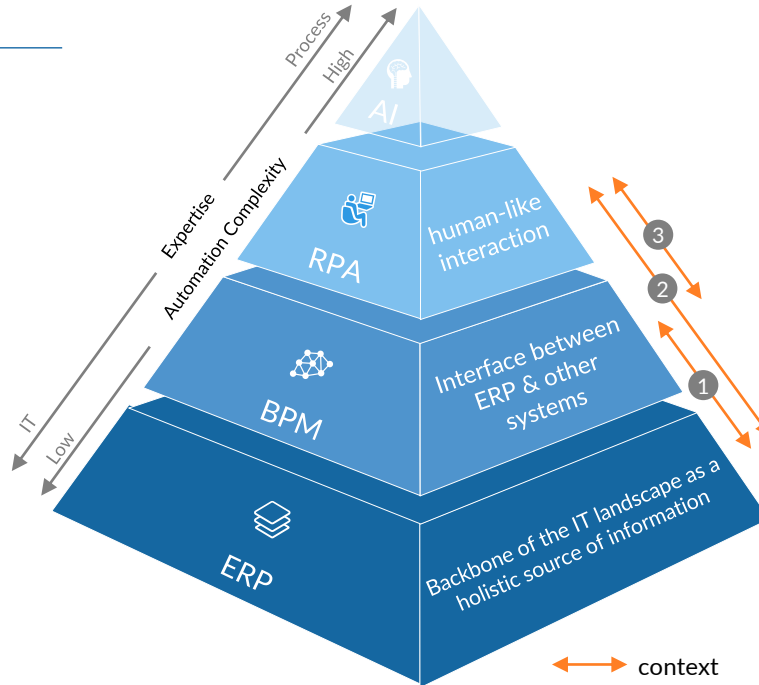 Process
High
AI
Expertise
Automation Complexity
RPA
human-like
interaction
3
2
1
BPM
Interface between
ERP & other
systems
IT
Low
ERP
Backbone of the IT landscape as a
holistic source of information
context